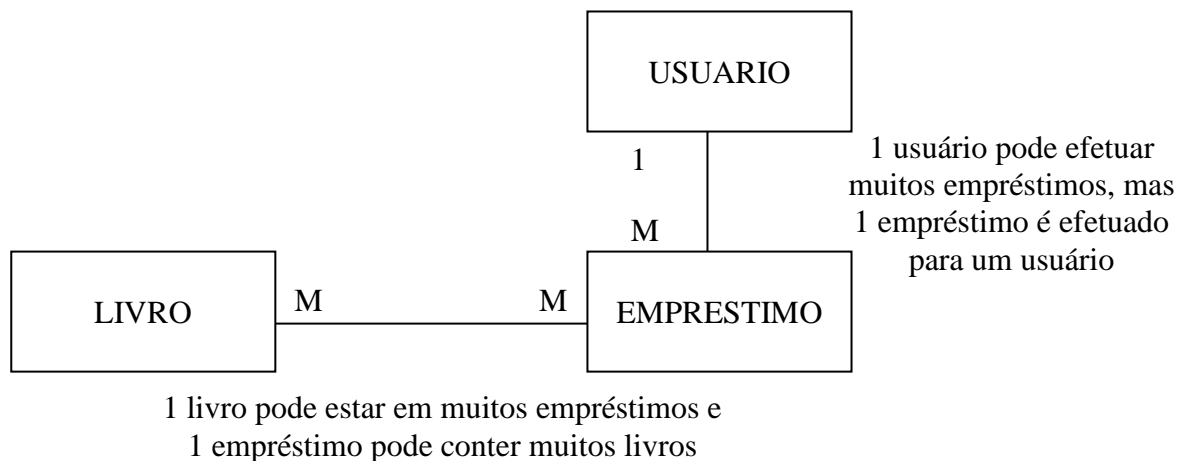 USUARIO
1
1 usuário pode efetuar
muitos empréstimos, mas
1 empréstimo é efetuado
para um usuário
M
LIVRO
M
M
EMPRESTIMO
1 livro pode estar em muitos empréstimos e
1 empréstimo pode conter muitos livros